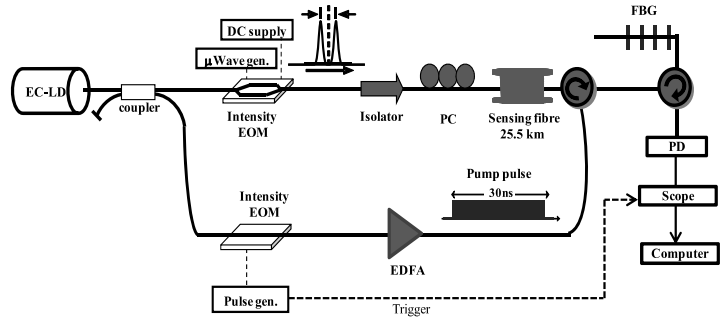 FBG
DC supply
μWave gen.
EC-LD
coupler
Intensity
EOM
Isolator
PC
Sensing fibre
25.5 km
PD
Pump pulse
30ns
Intensity
EOM
Scope
EDFA
Computer
Pulse gen.
Trigger